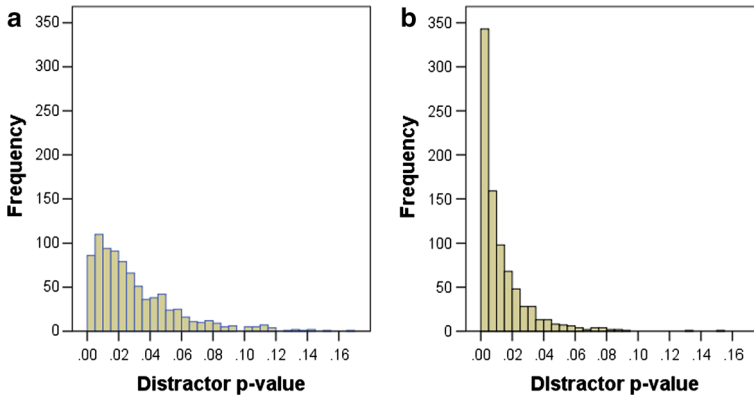 a
350
300
250
200
150
100
50
0
Frequency
.00 .02 .04 .06 .08 .10 .12 .14 .16
Distractor p-value
b
350
300
250
200
150
100
50
0
Frequency
.00 .02 .04 .06 .08 .10 .12 .14 .16
DIstractor p-value